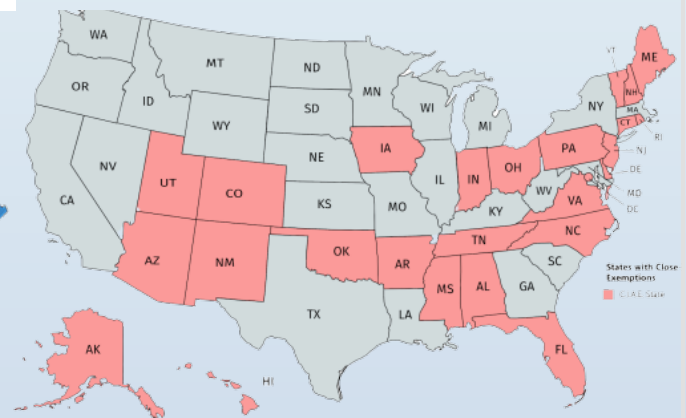 WA
MT
ND
MN
OR
ID
SD
WI
MI
WY
NV
NE
IA
CA
UT
CO
KS
MO
IL
IN
OH
KY
WV
PA
NY
VT
NH
ME
MA
CT
RI
NJ
DE
MD
DC
VA
NC
TN
SC
AZ
NM
OK
AR
MS
AL
GA
TX
LA
FL
AK
HI
States with Close
Exemptions
State